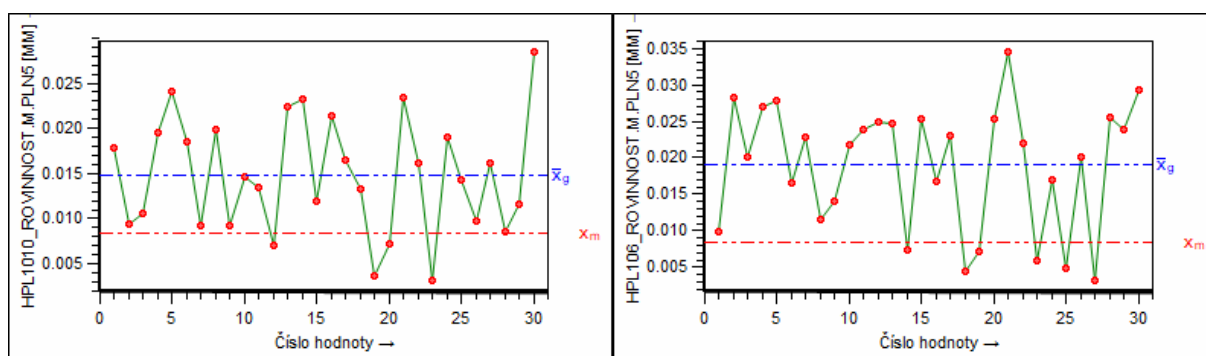 HPL1010_ROVINNOST.M.PLN5 [MM]
0.025
0.020
0.015
0.010
0.005
x̄g
xm
0 5 10 15 20 25 30
Číslo hodnoty →
HPL106_ROVINNOST.M.PLN5 [MM]
0.035
0.030
0.025
0.020
0.015
0.010
0.005
x̄g
xm
0 5 10 15 20 25 30
Číslo hodnoty →